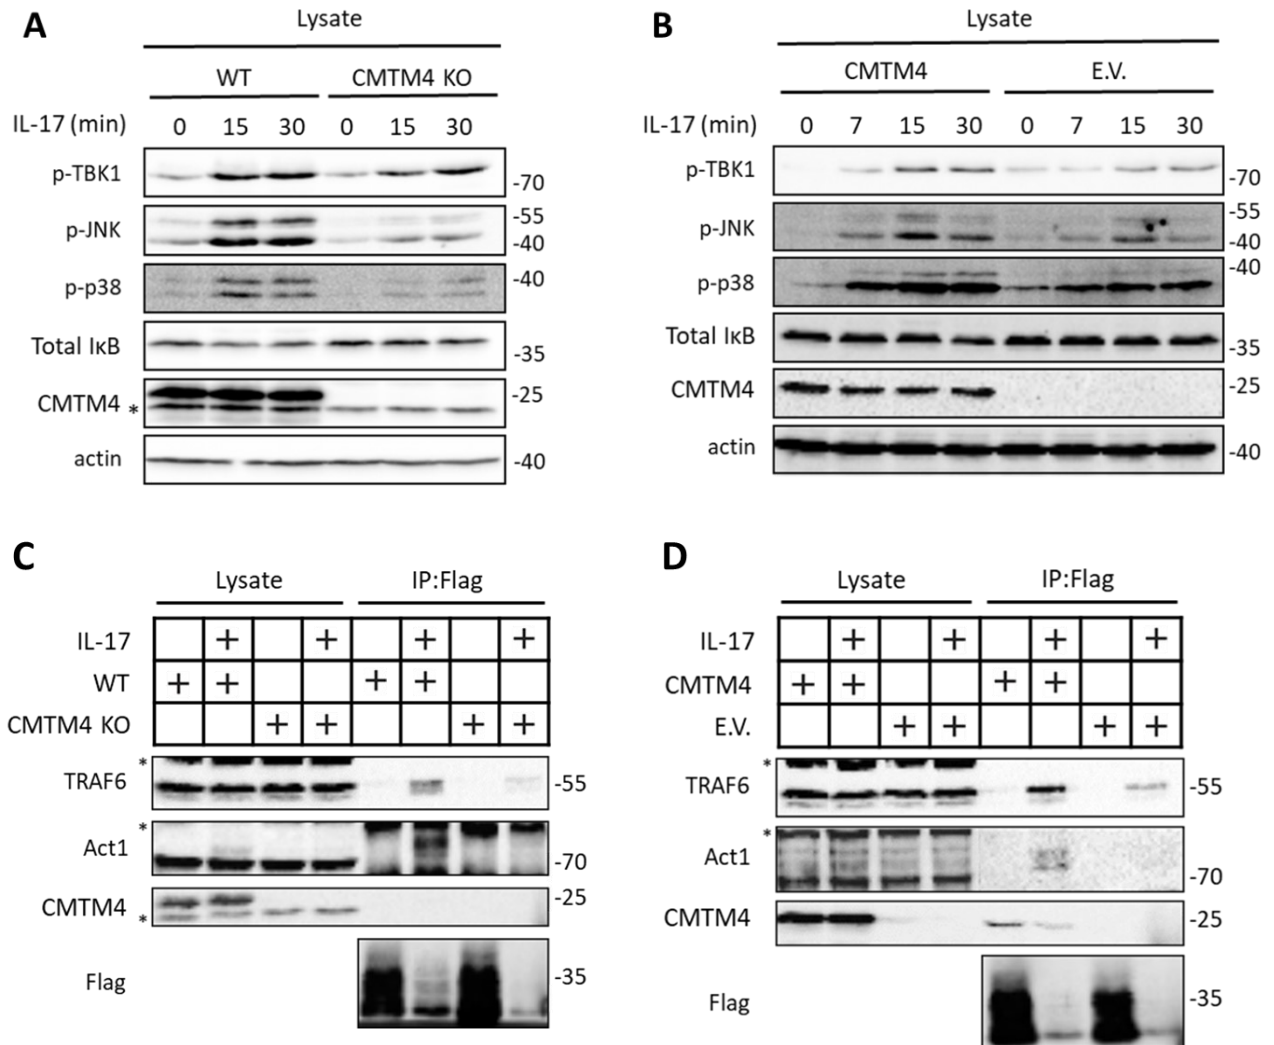 A
Lysate
WT CMTM4 KO
IL-17 (min) 0 15 30 0 15 30
p-TBK1 -70
p-JNK -55
-40
p-p38 -40
Total IκB -35
CMTM4 -25
*
actin -40
B
Lysate
CMTM4 E.V.
IL-17 (min) 0 7 15 30 0 7 15 30
p-TBK1 -70
p-JNK -55
-40
p-p38 -40
Total IκB -35
CMTM4 -25
actin -40
C
Lysate IP:Flag
IL-17 + + + +
WT + + + +
CMTM4 KO + + + +
*
TRAF6 -55
*
Act1 -70
CMTM4 -25
*
Flag -35
D
Lysate IP:Flag
IL-17 + + + +
CMTM4 + + + +
E.V. + + + +
*
TRAF6 -55
*
Act1 -70
CMTM4 -25
Flag -35